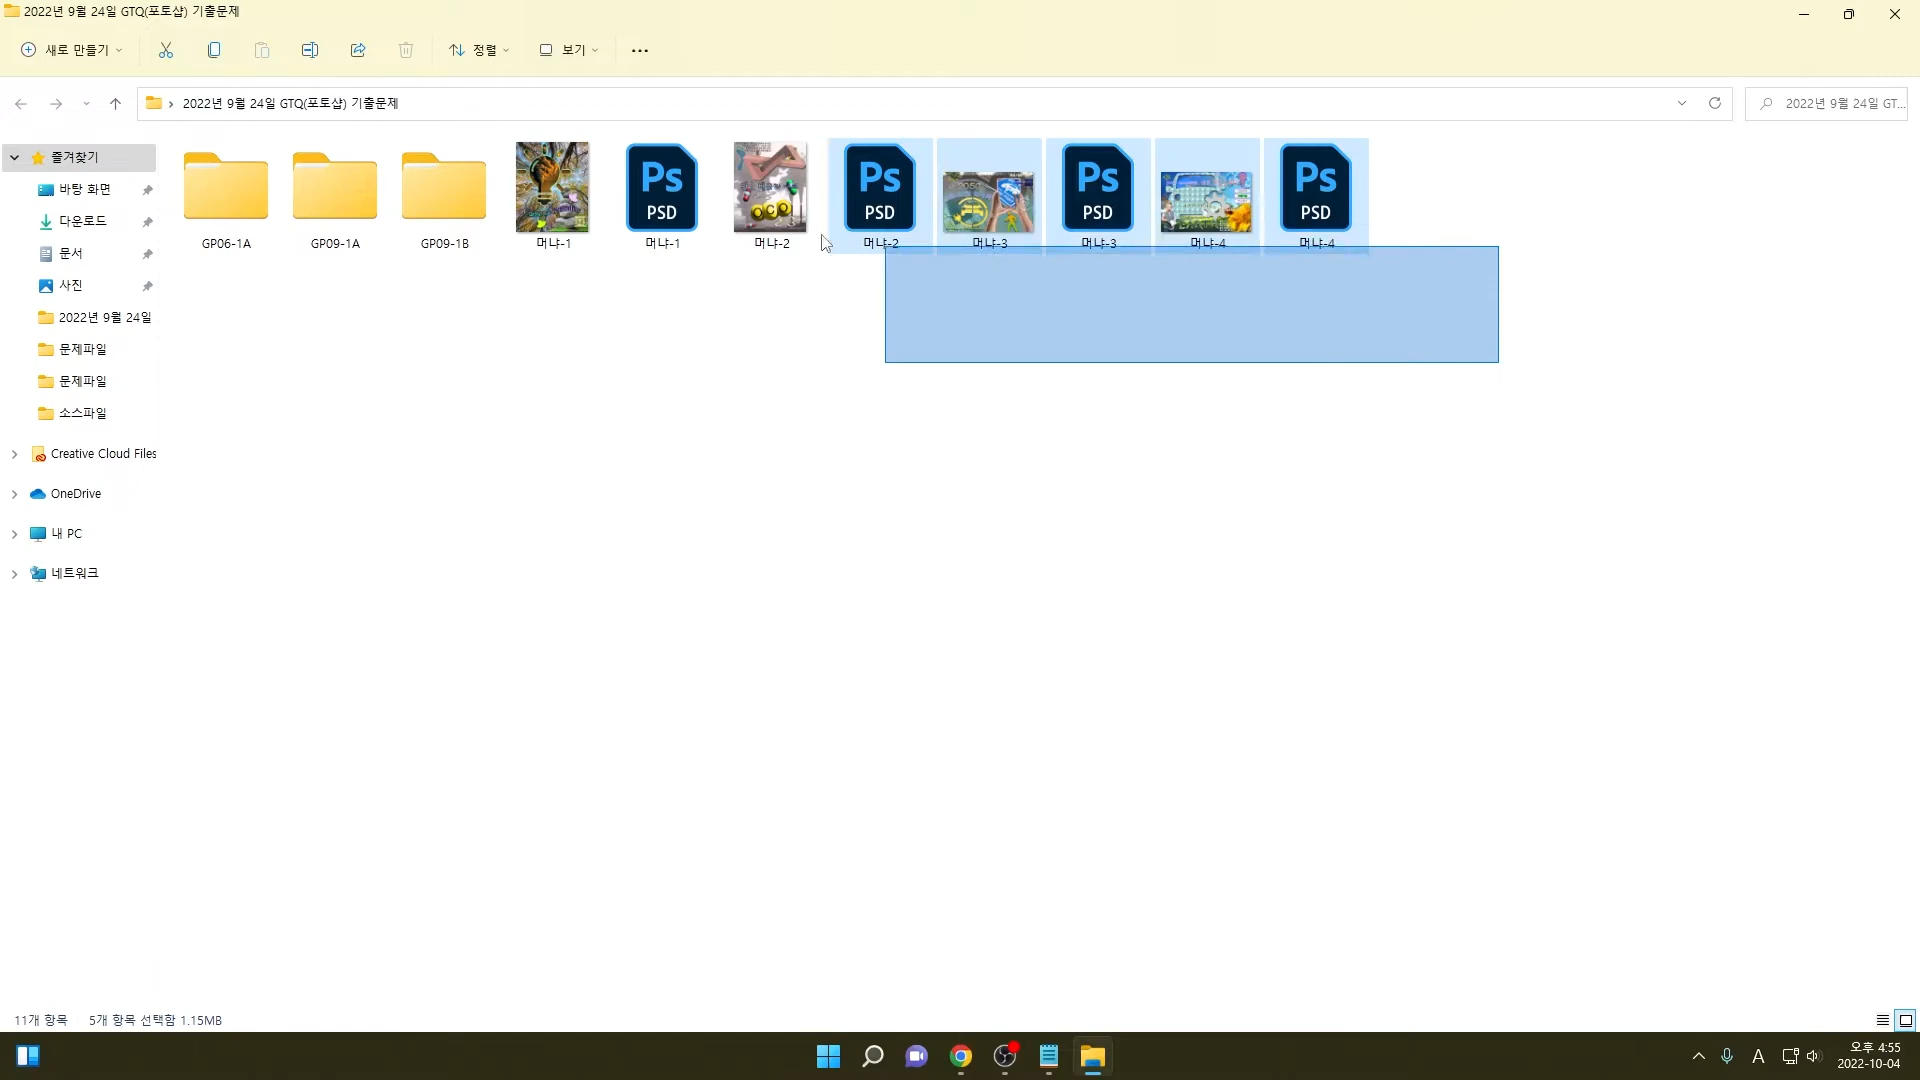 2022년 9월 24일 GTQ(포토샵) 기출문제
새로 만들기
정렬
보기
2022년 9월 24일 GTQ(포토샵) 기출문제
2022년 9월 24일 GT...
즐겨찾기
바탕 화면
다운로드
문서
사진
2022년 9월 24일
문제파일
문제파일
소스파일
Creative Cloud Files
OneDrive
내 PC
네트워크
Ps
PSD
Ps
PSD
Ps
PSD
Ps
PSD
GP06-1A
GP09-1A
GP09-1B
머냐-1
머냐-1
머냐-2
머냐-2
머냐-3
머냐-3
머냐-4
머냐-4
11개 항목
5개 항목 선택함 1.15MB
A
오후 4:55
2022-10-04